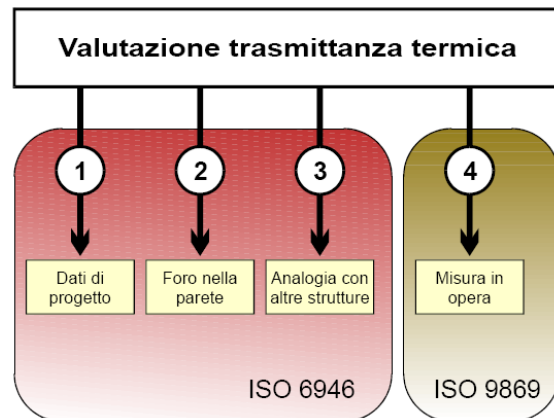 Valutazione trasmittanza termica
1
2
3
4
Dati di
progetto
Foro nella
parete
Analogia con
altre strutture
Misura in
opera
ISO 6946
ISO 9869